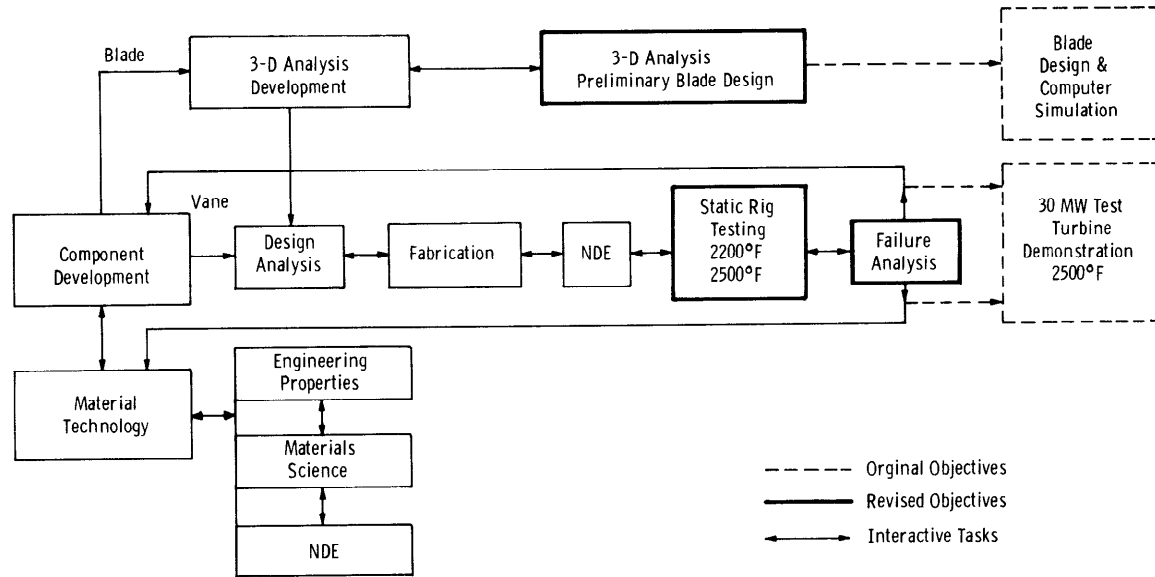 Blade
3-D Analysis
Development
3-D Analysis
Preliminary Blade Design
Blade
Design &
Computer
Simulation
Vane
Component
Development
Design
Analysis
Fabrication
NDE
Static Rig
Testing
2200°F
2500°F
Failure
Analysis
30 MW Test
Turbine
Demonstration
2500°F
Material
Technology
Engineering
Properties
Materials
Science
NDE
Orginal Objectives
Revised Objectives
Interactive Tasks